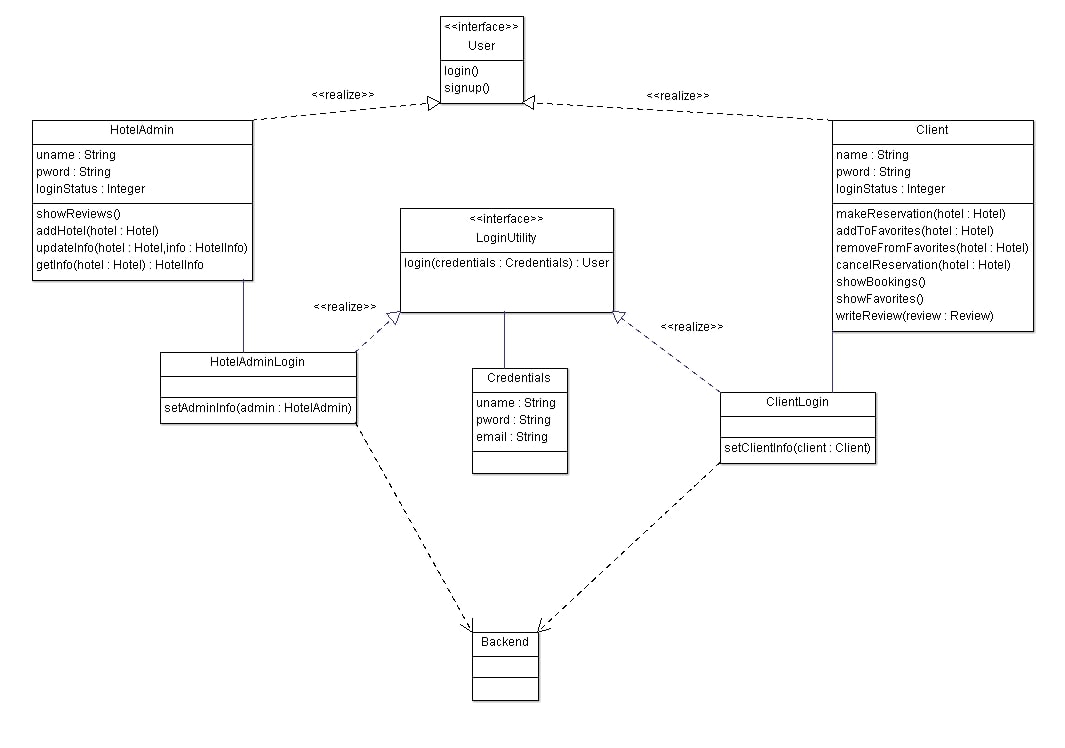 <<interface>>
User
login()
signup()
<<realize>>
<<realize>>
HotelAdmin
uname : String
pword : String
loginStatus : Integer
showReviews()
addHotel(hotel : Hotel)
updateInfo(hotel : Hotel,info : HotelInfo)
getInfo(hotel : Hotel) : HotelInfo
Client
name : String
pword : String
loginStatus : Integer
makeReservation(hotel : Hotel)
addToFavorites(hotel : Hotel)
removeFromFavorites(hotel : Hotel)
cancelReservation(hotel : Hotel)
showBookings()
showFavorites()
writeReview(review : Review)
<<interface>>
LoginUtility
login(credentials : Credentials) : User
<<realize>>
<<realize>>
HotelAdminLogin
setAdminInfo(admin : HotelAdmin)
Credentials
uname : String
pword : String
email : String
ClientLogin
setClientInfo(client : Client)
Backend